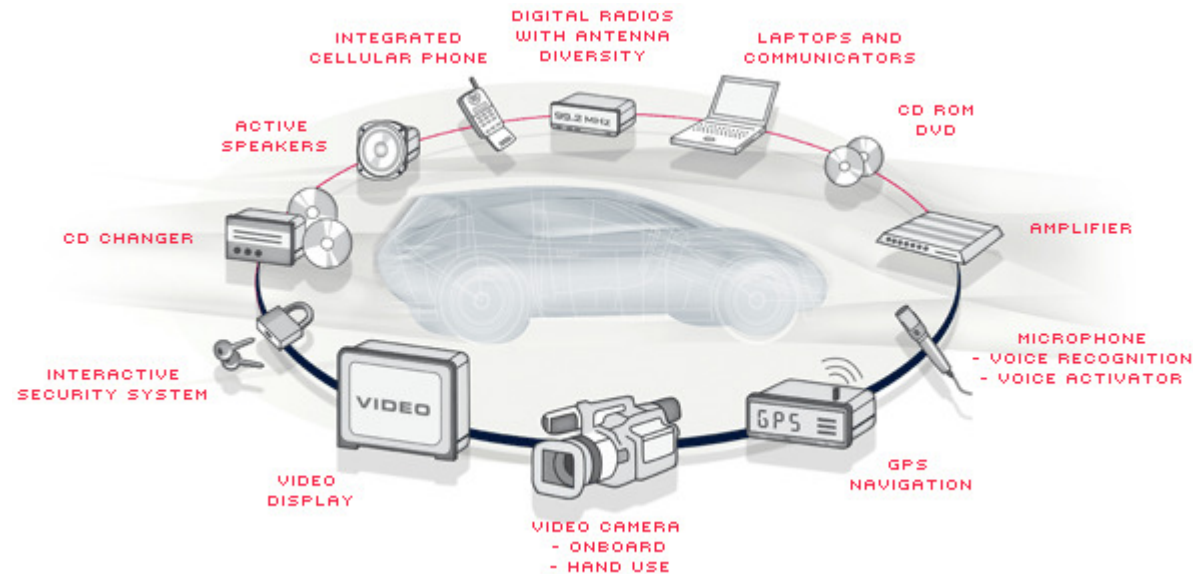 DIGITAL RADIOS
WITH ANTENNA
DIVERSITY
INTEGRATED
CELLULAR PHONE
LAPTOPS AND
COMMUNICATORS
CD ROM
DVD
ACTIVE
SPEAKERS
99.2 MHz
CD CHANGER
AMPLIFIER
MICROPHONE
- VOICE RECOGNITION
- VOICE ACTIVATOR
INTERACTIVE
SECURITY SYSTEM
VIDEO
GPS
GPS
NAVIGATION
VIDEO
DISPLAY
VIDEO CAMERA
- ONBOARD
- HAND USE